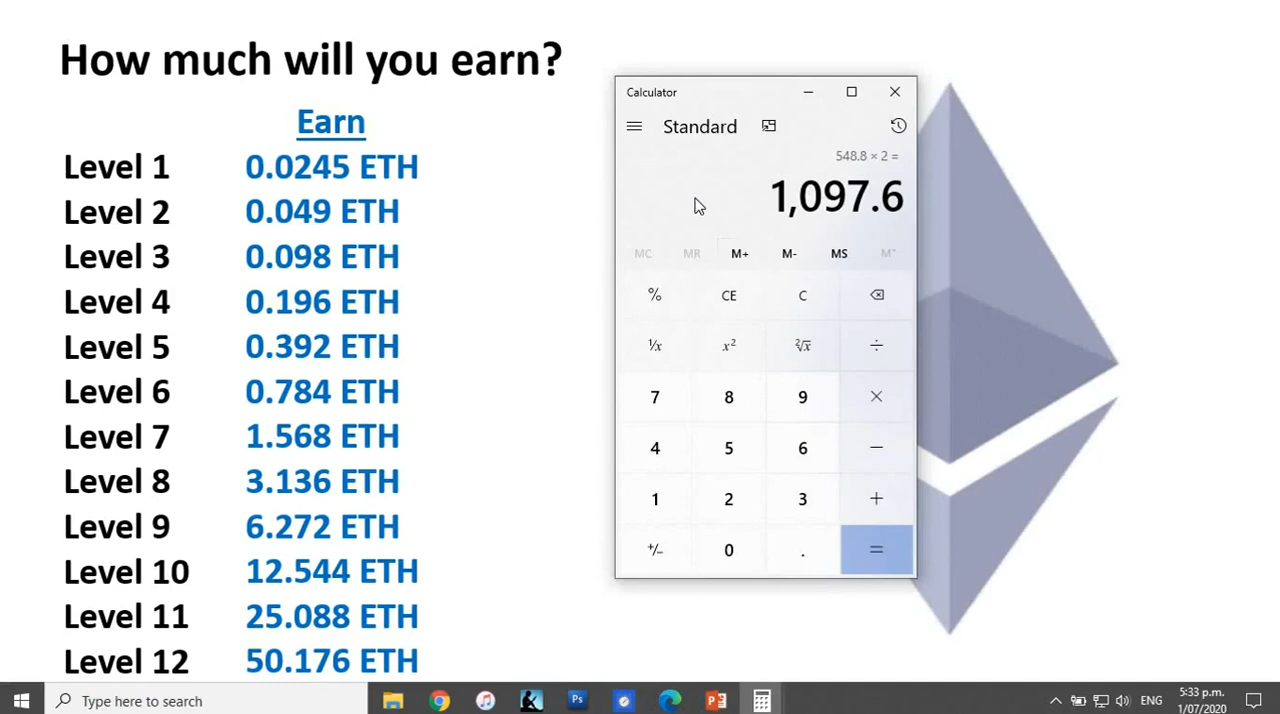 How much will you earn?
Earn
Level 1 0.0245 ETH
Level 2 0.049 ETH
Level 3 0.098 ETH
Level 4 0.196 ETH
Level 5 0.392 ETH
Level 6 0.784 ETH
Level 7 1.568 ETH
Level 8 3.136 ETH
Level 9 6.272 ETH
Level 10 12.544 ETH
Level 11 25.088 ETH
Level 12 50.176 ETH
Calculator
Standard
548.8 × 2 =
1,097.6
MC MR M+ M- MS M˅
% CE C
¹/x x² ²√x ÷
7 8 9 ×
4 5 6 −
1 2 3 +
+/− 0 . =
Type here to search
Ps
ENG
5:33 p.m.
1/07/2020